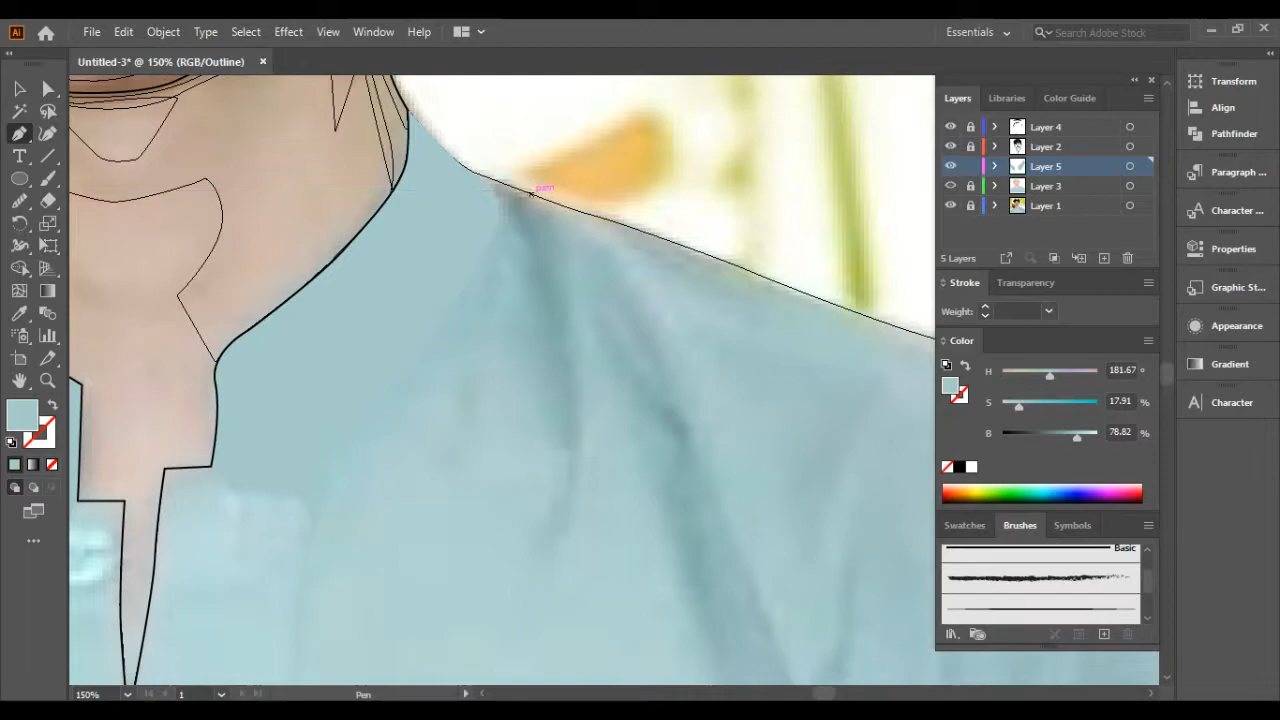 Ai File Edit Object Type Select Effect View Window Help Essentials Search Adobe Stock
Untitled-3* @ 150% (RGB/Outline)
path
Layers Libraries Color Guide
Layer 4
Layer 2
Layer 5
Layer 3
Layer 1
5 Layers
Stroke Transparency
Weight:
Color
H 181.67 °
S 17.91 %
B 78.82 %
Swatches Brushes Symbols
Basic
Transform
Align
Pathfinder
Paragraph ...
Character ...
Properties
Graphic St...
Appearance
Gradient
Character
150% 1 Pen